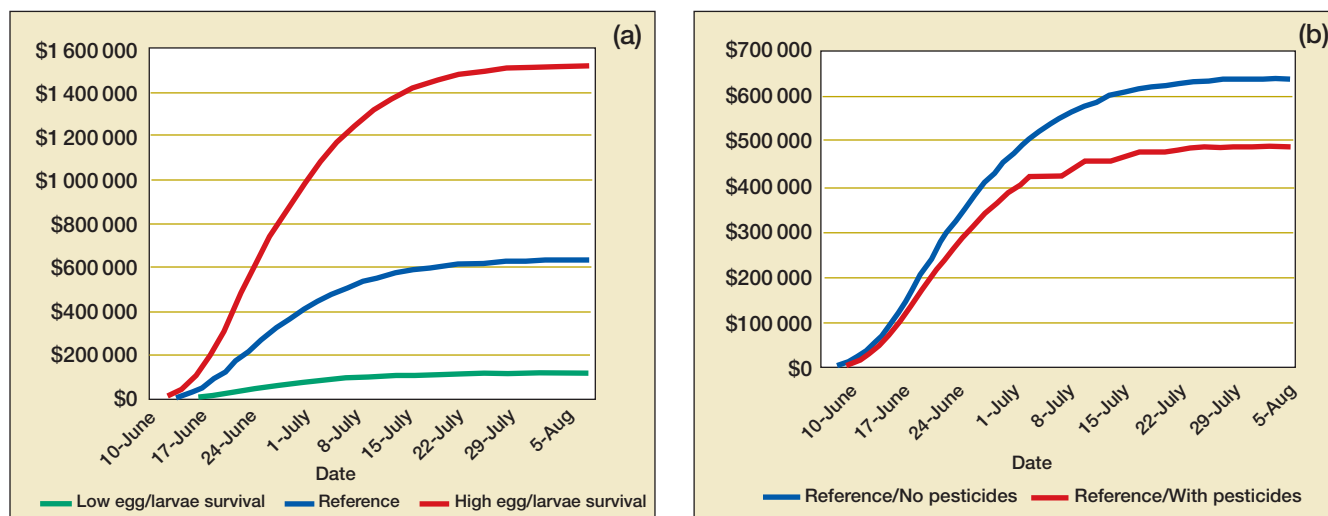 (a)
$1 600 000
$1 400 000
$1 200 000
$1 000 000
$800 000
$600 000
$400 000
$200 000
$0
10-June
17-June
24-June
1-July
8-July
15-July
22-July
29-July
5-Aug
Date
Low egg/larvae survival
Reference
High egg/larvae survival
(b)
$700 000
$600 000
$500 000
$400 000
$300 000
$200 000
$100 000
$0
10-June
17-June
24-June
1-July
8-July
15-July
22-July
29-July
5-Aug
Date
Reference/No pesticides
Reference/With pesticides